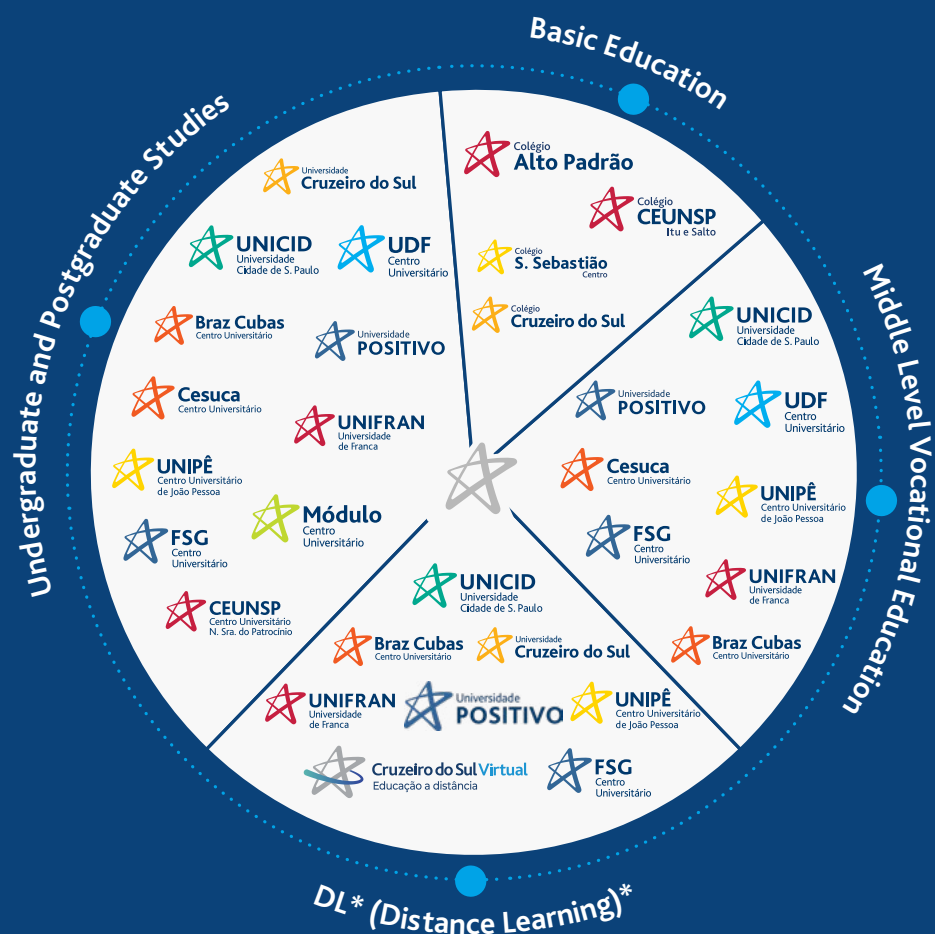 Basic Education
Colégio
Alto Padrão
Colégio
CEUNSP
Itu e Salto
Colégio
S. Sebastião
Centro
Colégio
Cruzeiro do Sul
Middle Level Vocational Education
UNICID
Universidade
Cidade de S. Paulo
Universidade
POSITIVO
UDF
Centro
Universitário
Cesuca
Centro Universitário
UNIPÊ
Centro Universitário
de João Pessoa
FSG
Centro
Universitário
UNIFRAN
Universidade
de Franca
Braz Cubas
Centro Universitário
DL* (Distance Learning)*
UNICID
Universidade
Cidade de S. Paulo
Braz Cubas
Centro Universitário
Universidade
Cruzeiro do Sul
UNIFRAN
Universidade
de Franca
Universidade
POSITIVO
UNIPÊ
Centro Universitário
de João Pessoa
Cruzeiro do Sul Virtual
Educação a distância
FSG
Centro
Universitário
Undergraduate and Postgraduate Studies
Universidade
Cruzeiro do Sul
UNICID
Universidade
Cidade de S. Paulo
UDF
Centro
Universitário
Braz Cubas
Centro Universitário
Universidade
POSITIVO
Cesuca
Centro Universitário
UNIFRAN
Universidade
de Franca
UNIPÊ
Centro Universitário
de João Pessoa
Módulo
Centro
Universitário
FSG
Centro
Universitário
CEUNSP
Centro Universitário
N. Sra. do Patrocínio